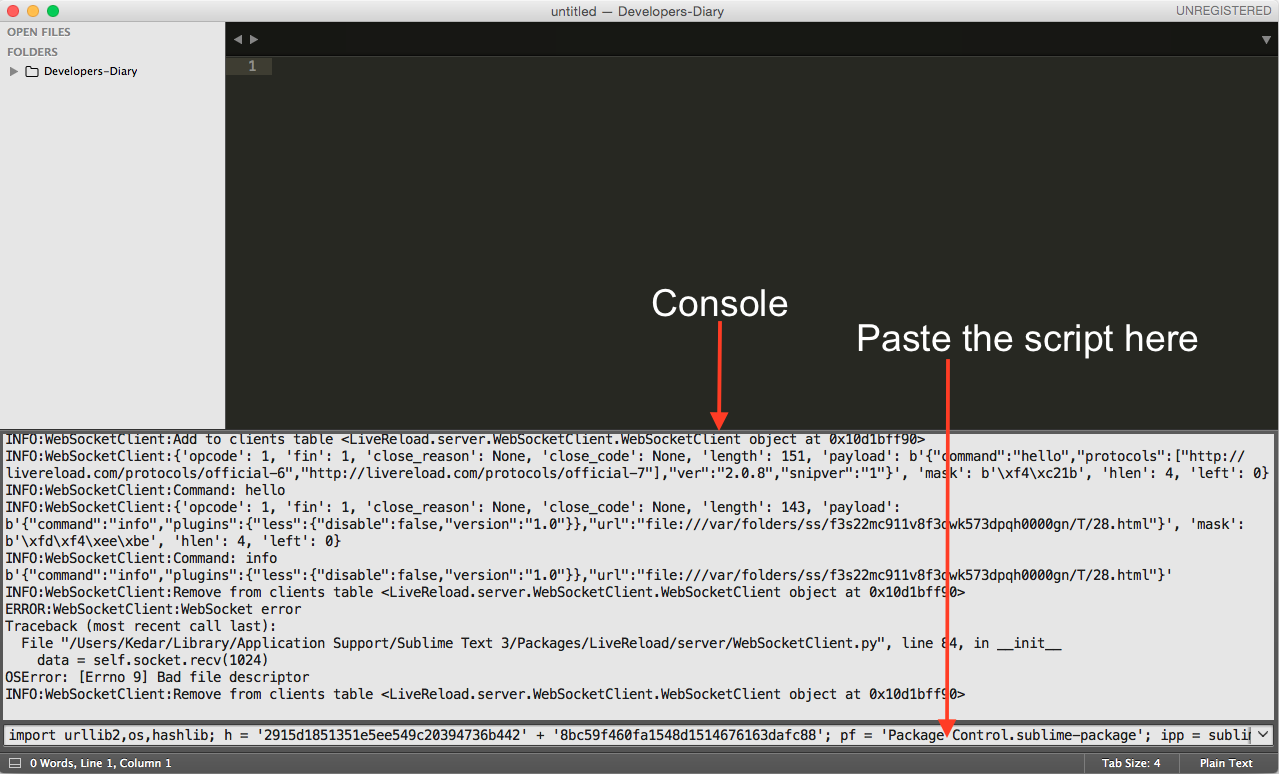 untitled — Developers-Diary
UNREGISTERED
OPEN FILES
FOLDERS
Developers-Diary
1
Console
Paste the script here
INFO:WebSocketClient:Add to clients table <LiveReload.server.WebSocketClient.WebSocketClient object at 0x10d1bff90>
INFO:WebSocketClient:{'opcode': 1, 'fin': 1, 'close_reason': None, 'close_code': None, 'length': 151, 'payload': b'{"command":"hello","protocols":["http://
livereload.com/protocols/official-6","http://livereload.com/protocols/official-7"],"ver":"2.0.8","snipver":"1"}', 'mask': b'\xf4\xc21b', 'hlen': 4, 'left': 0}
INFO:WebSocketClient:Command: hello
INFO:WebSocketClient:{'opcode': 1, 'fin': 1, 'close_reason': None, 'close_code': None, 'length': 143, 'payload':
b'{"command":"info","plugins":{"less":{"disable":false,"version":"1.0"}},"url":"file:///var/folders/ss/f3s22mc911v8f3cwk573dpqh0000gn/T/28.html"}', 'mask':
b'\xfd\xf4\xee\xbe', 'hlen': 4, 'left': 0}
INFO:WebSocketClient:Command: info
b'{"command":"info","plugins":{"less":{"disable":false,"version":"1.0"}},"url":"file:///var/folders/ss/f3s22mc911v8f3cwk573dpqh0000gn/T/28.html"}'
INFO:WebSocketClient:Remove from clients table <LiveReload.server.WebSocketClient.WebSocketClient object at 0x10d1bff90>
ERROR:WebSocketClient:WebSocket error
Traceback (most recent call last):
File "/Users/Kedar/Library/Application Support/Sublime Text 3/Packages/LiveReload/server/WebSocketClient.py", line 84, in __init__
data = self.socket.recv(1024)
OSError: [Errno 9] Bad file descriptor
INFO:WebSocketClient:Remove from clients table <LiveReload.server.WebSocketClient.WebSocketClient object at 0x10d1bff90>
import urllib2,os,hashlib; h = '2915d1851351e5ee549c20394736b442' + '8bc59f460fa1548d1514676163dafc88'; pf = 'Package Control.sublime-package'; ipp = subli
0 Words, Line 1, Column 1
Tab Size: 4
Plain Text